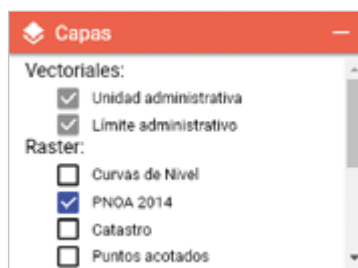 Capas
Vectoriales:
Unidad administrativa
Límite administrativo
Raster:
Curvas de Nivel
PNOA 2014
Catastro
Puntos acotados